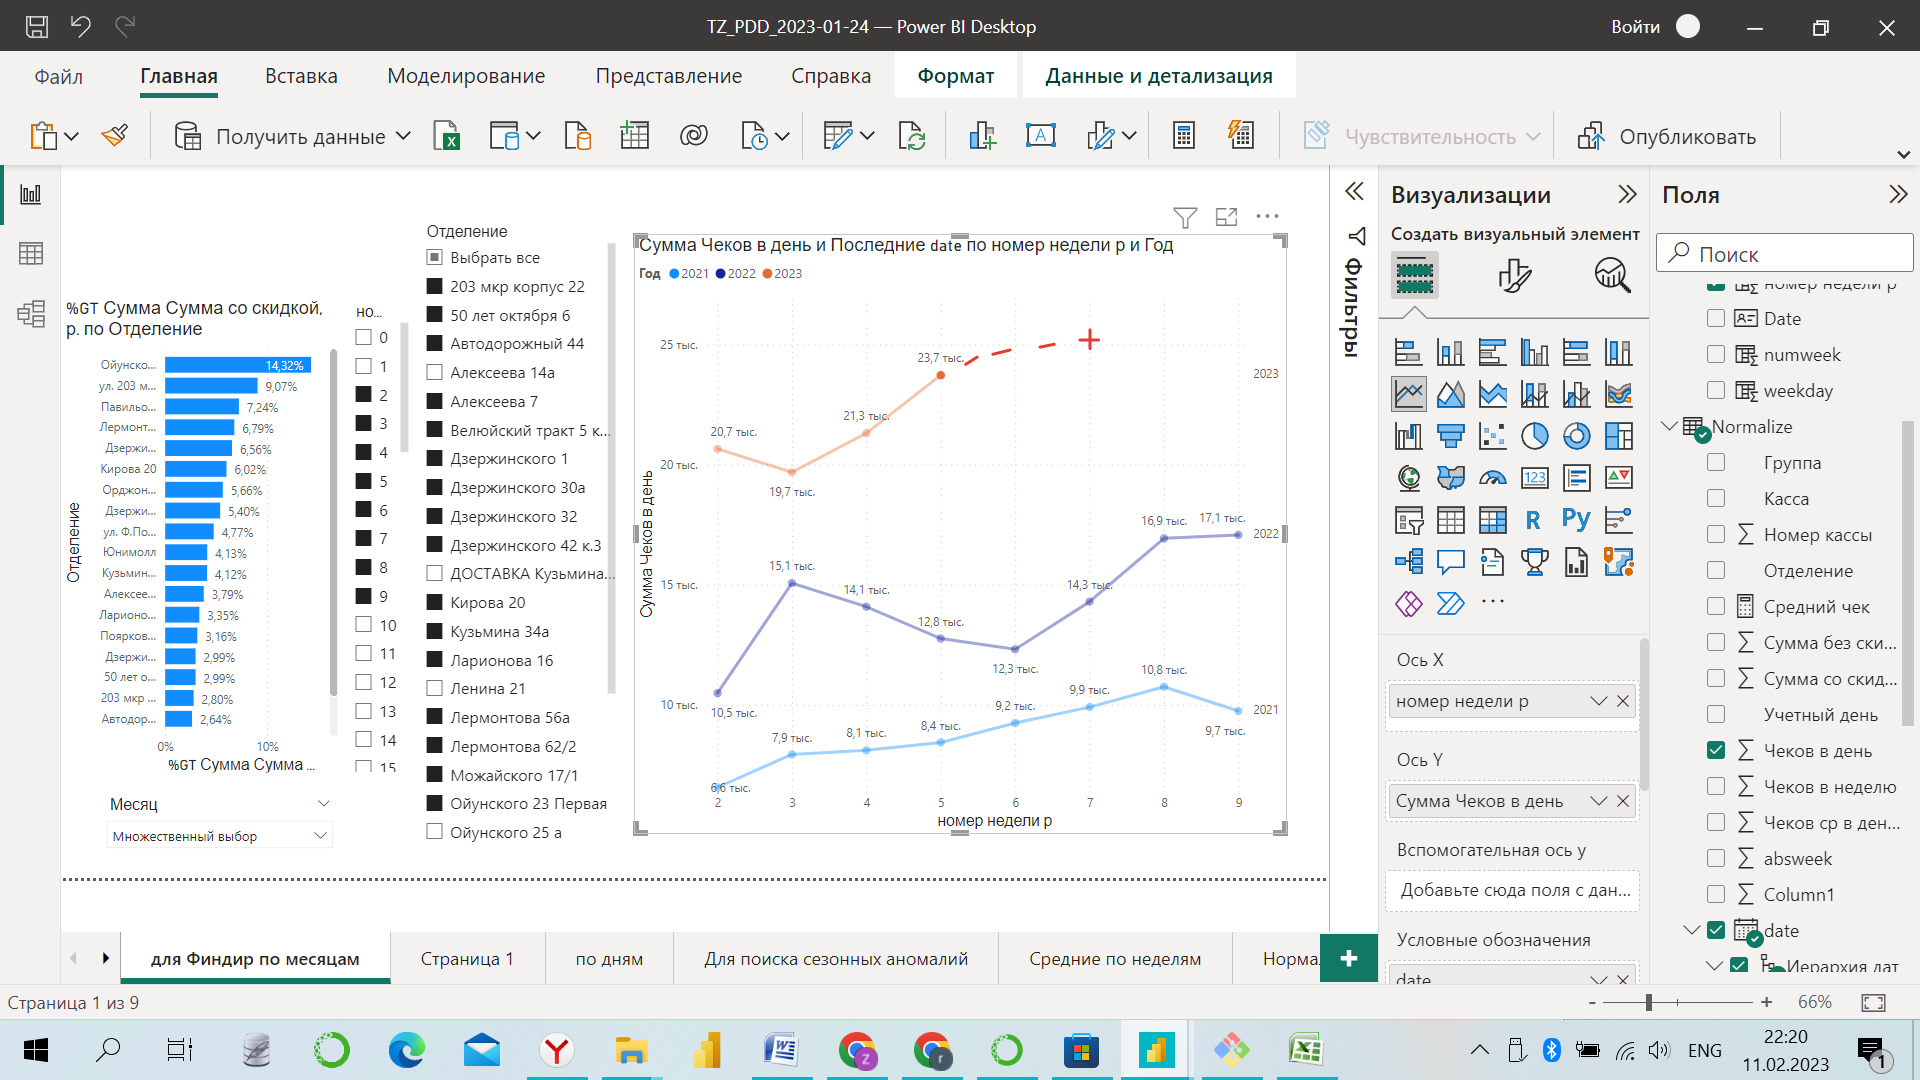 TZ_PDD_2023-01-24 — Power BI Desktop
Войти
Файл
Главная
Вставка
Моделирование
Представление
Справка
Формат
Данные и детализация
Получить данные
Чувствительность
Опубликовать
%GT Сумма Сумма со скидкой,
р. по Отделение
Отделение
Ойунско...
14,32%
ул. 203 м...
9,07%
Павильо...
7,24%
Лермонт...
6,79%
Дзержи...
6,56%
Кирова 20
6,02%
Орджон...
5,66%
Дзержи...
5,40%
ул. Ф.По...
4,77%
Юнимолл
4,13%
Кузьмин...
4,12%
Алексее...
3,79%
Ларионо...
3,35%
Поярков...
3,16%
Дзержи...
2,99%
50 лет о...
2,99%
203 мкр ...
2,80%
Автодор...
2,64%
0%
10%
%GT Сумма Сумма ...
Месяц
Множественный выбор
но...
0
1
2
3
4
5
6
7
8
9
10
11
12
13
14
15
Отделение
Выбрать все
203 мкр корпус 22
50 лет октября 6
Автодорожный 44
Алексеева 14а
Алексеева 7
Велюйский тракт 5 к...
Дзержинского 1
Дзержинского 30а
Дзержинского 32
Дзержинского 42 к.3
ДОСТАВКА Кузьмина...
Кирова 20
Кузьмина 34а
Ларионова 16
Ленина 21
Лермонтова 56а
Лермонтова 62/2
Можайского 17/1
Ойунского 23 Первая
Ойунского 25 а
Сумма Чеков в день и Последние date по номер недели р и Год
Год 2021 2022 2023
Сумма Чеков в день
25 тыс.
20 тыс.
15 тыс.
10 тыс.
20,7 тыс.
19,7 тыс.
21,3 тыс.
23,7 тыс.
2023
10,5 тыс.
15,1 тыс.
14,1 тыс.
12,8 тыс.
12,3 тыс.
14,3 тыс.
16,9 тыс.
17,1 тыс.
2022
6,6 тыс.
7,9 тыс.
8,1 тыс.
8,4 тыс.
9,2 тыс.
9,9 тыс.
10,8 тыс.
9,7 тыс.
2021
2 3 4 5 6 7 8 9
номер недели р
Фильтры
Визуализации
Создать визуальный элемент
123
R
Py
...
Ось X
номер недели р
Ось Y
Сумма Чеков в день
Вспомогательная ось y
Добавьте сюда поля с дан...
Условные обозначения
date
Поля
Поиск
номер недели р
Date
numweek
weekday
Normalize
Группа
Касса
Номер кассы
Отделение
Средний чек
Сумма без ски...
Сумма со скид...
Учетный день
Чеков в день
Чеков в неделю
Чеков ср в ден...
absweek
Column1
date
Иерархия дат
для Финдир по месяцам
Страница 1
по дням
Для поиска сезонных аномалий
Средние по неделям
Норма
Страница 1 из 9
- + 66%
ENG
22:20
11.02.2023
1